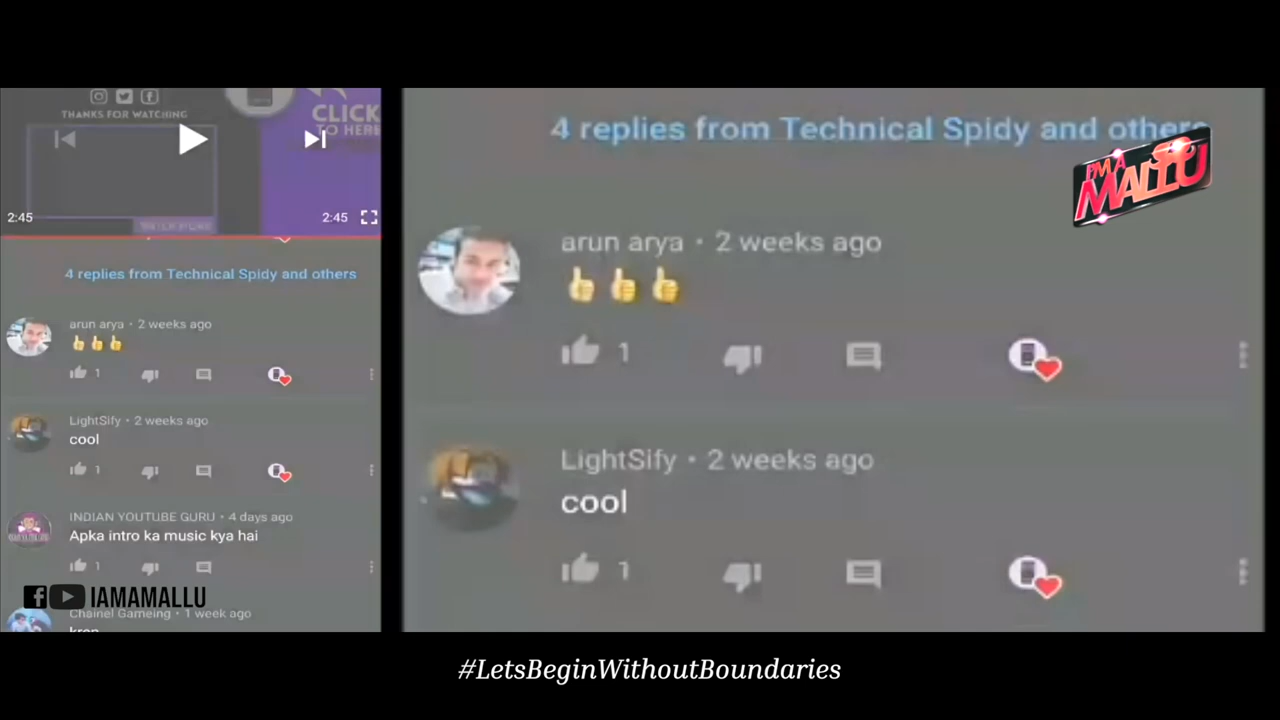 THANKS FOR WATCHING
CLICK
TO HERE
2:45
2:45
4 replies from Technical Spidy and others
arun arya • 2 weeks ago
👍👍👍
1
LightSify • 2 weeks ago
cool
1
INDIAN YOUTUBE GURU • 4 days ago
Apka intro ka music kya hai
1
IAMAMALLU
Chainel Gameing • 1 week ago
4 replies from Technical Spidy and others
I'M A
MALLU
arun arya • 2 weeks ago
👍👍👍
1
LightSify • 2 weeks ago
cool
1
#LetsBeginWithoutBoundaries